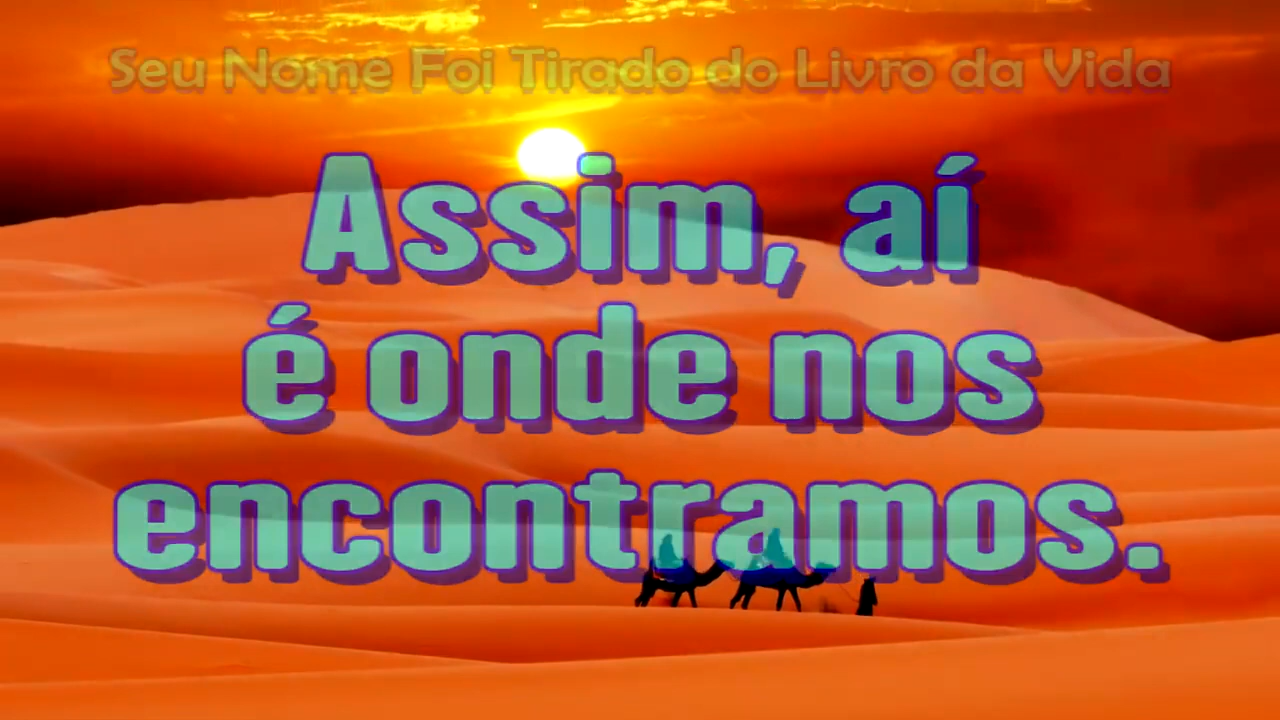 Seu Nome Foi Tirado do Livro da Vida
Assim, aí
é onde nos
encontramos.